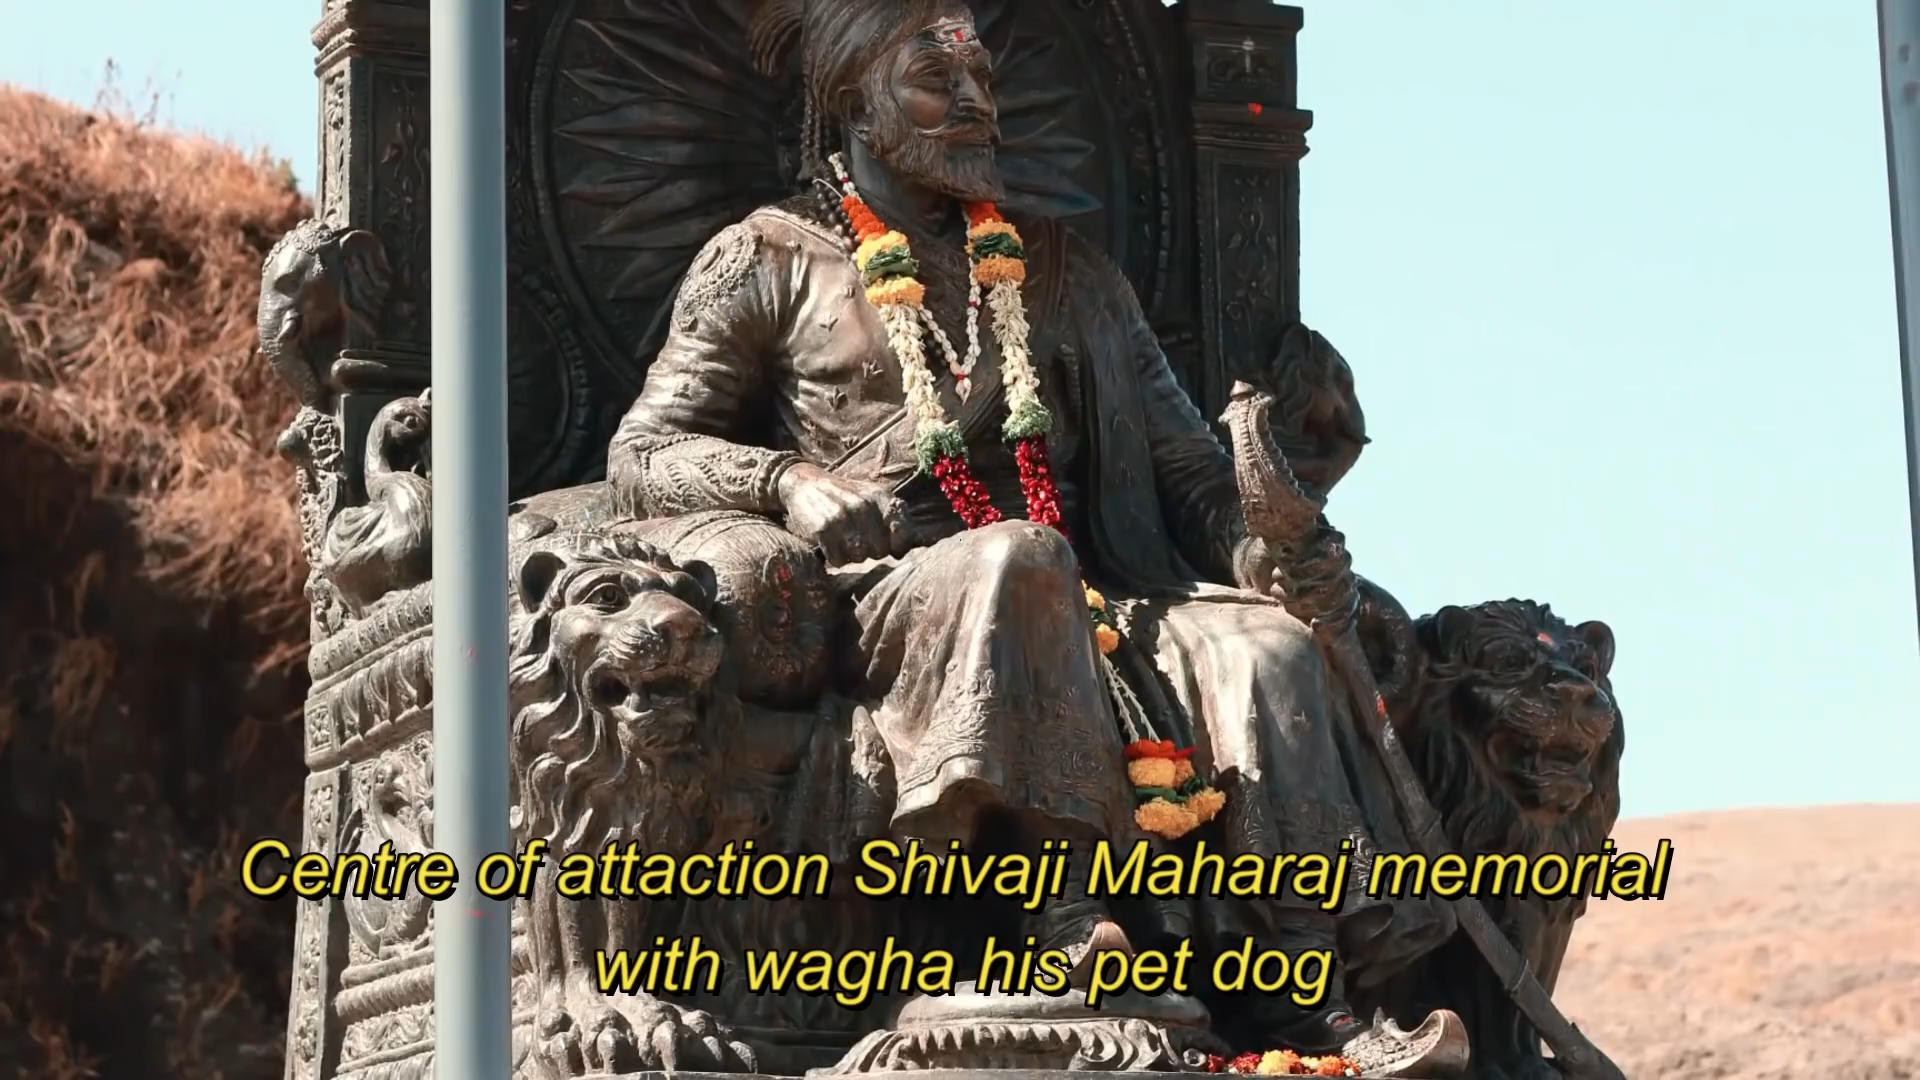 Centre of attaction Shivaji Maharaj memorial
with wagha his pet dog